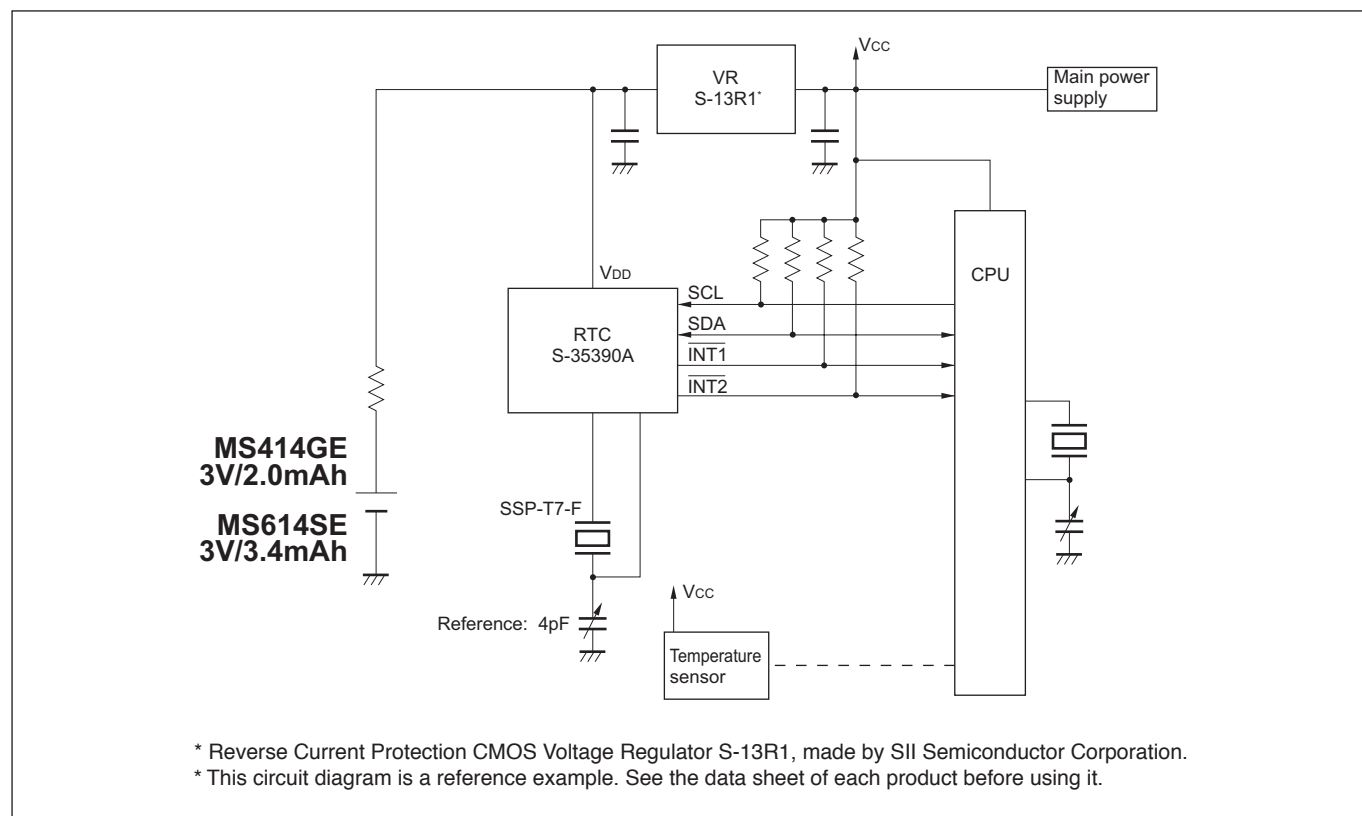 Vcc
VR
S-13R1*
Main power
supply
VDD
CPU
SCL
RTC
S-35390A
SDA
INT1
INT2
MS414GE
3V/2.0mAh
MS614SE
3V/3.4mAh
SSP-T7-F
Reference: 4pF
Vcc
Temperature
sensor
* Reverse Current Protection CMOS Voltage Regulator S-13R1, made by SII Semiconductor Corporation.
* This circuit diagram is a reference example. See the data sheet of each product before using it.